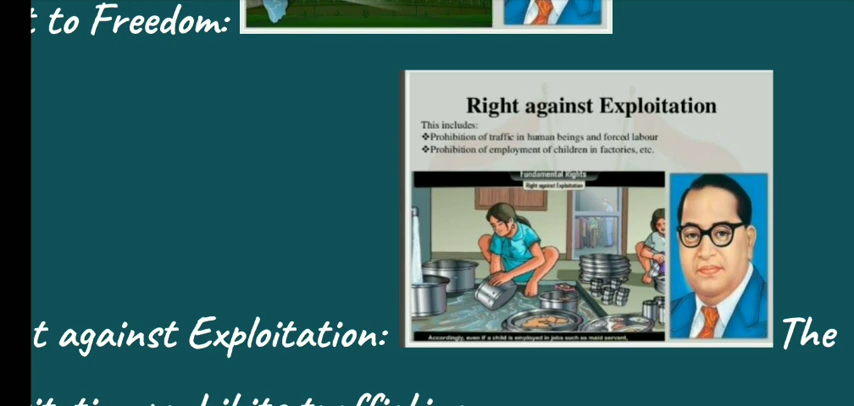 t to Freedom:
Right against Exploitation
This includes:
❖Prohibition of traffic in human beings and forced labour
❖Prohibition of employment of children in factories, etc.
Fundamental Rights
Right against Exploitation
Accordingly, even if a child is employed in jobs such as maid servant,
t against Exploitation: The
prohibits trafficking